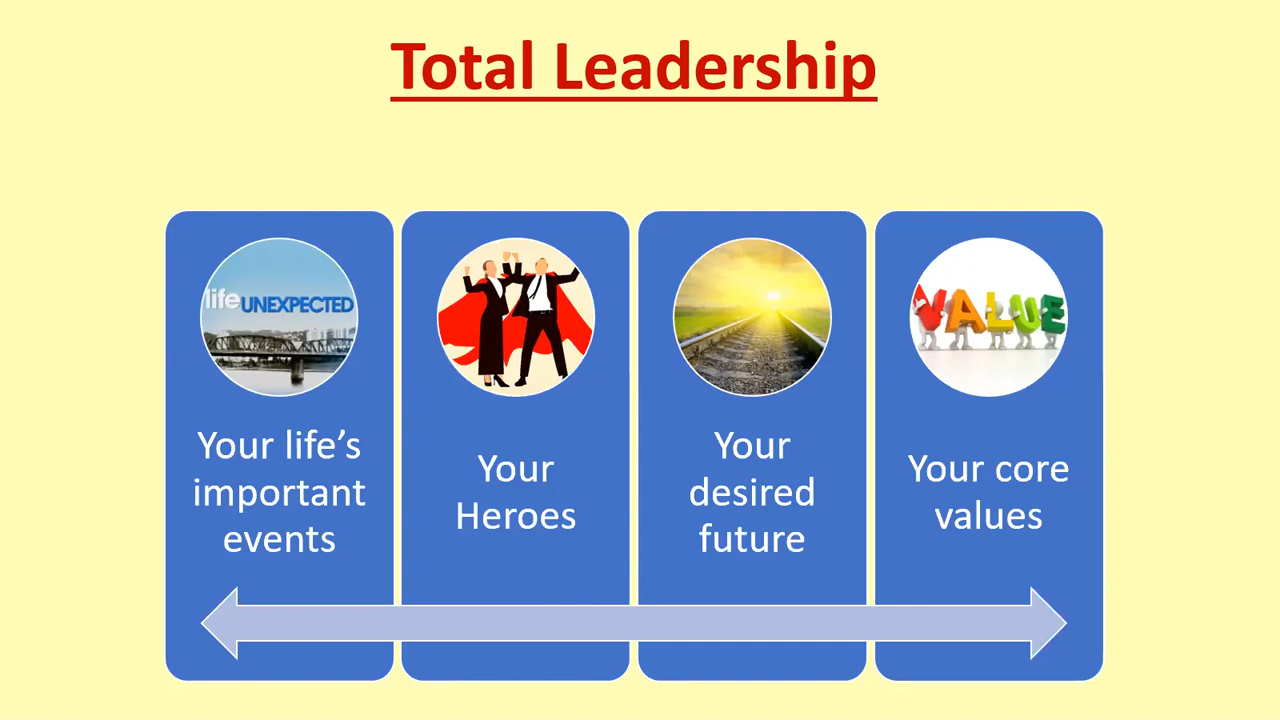 Total Leadership
life UNEXPECTED
VALUE
Your life's
important
events
Your
Heroes
Your
desired
future
Your core
values